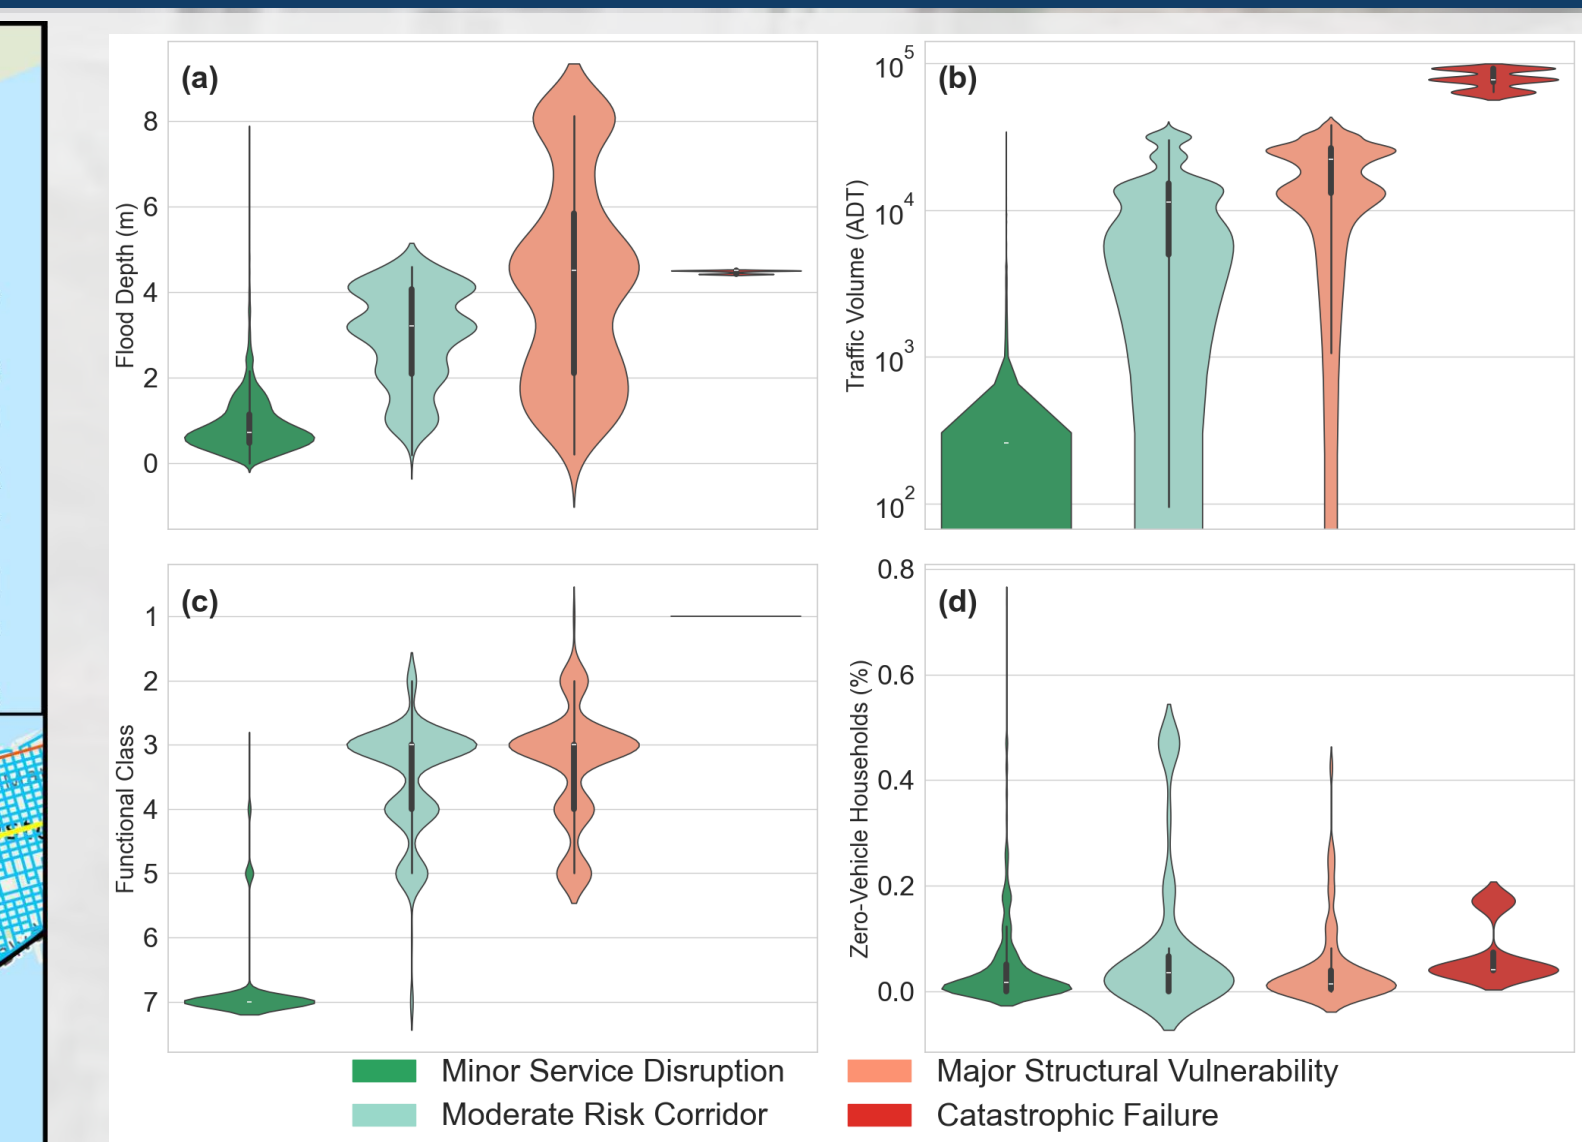 (a)
Flood Depth (m)
8
6
4
2
0
(b)
Traffic Volume (ADT)
10^5
10^4
10^3
10^2
(c)
Functional Class
1
2
3
4
5
6
7
(d)
Zero-Vehicle Households (%)
0.8
0.6
0.4
0.2
0.0
Minor Service Disruption
Major Structural Vulnerability
Moderate Risk Corridor
Catastrophic Failure